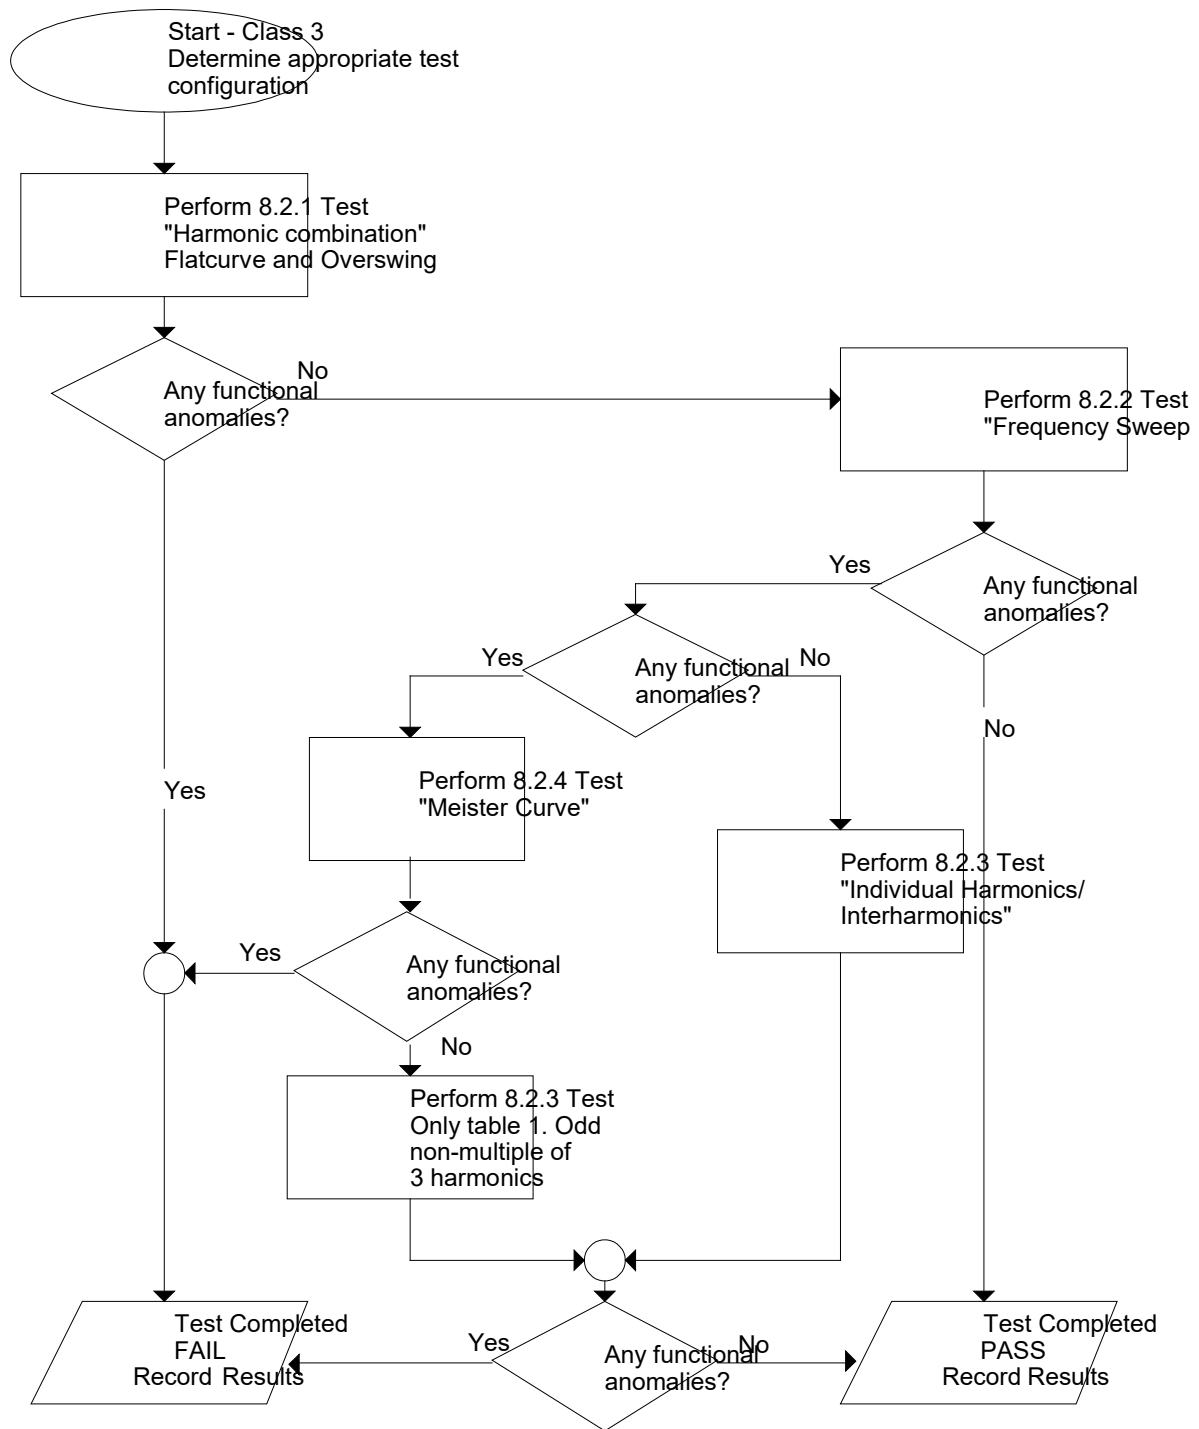 Start - Class 3
Determine appropriate test
configuration
Perform 8.2.1 Test
"Harmonic combination"
Flatcurve and Overswing
No
Any functional
anomalies?
Perform 8.2.2 Test
"Frequency Sweep
Yes
Any functional
anomalies?
Yes
Any functional
anomalies?
No
No
Perform 8.2.4 Test
"Meister Curve"
Yes
Perform 8.2.3 Test
"Individual Harmonics/
Interharmonics"
Yes
Any functional
anomalies?
No
Perform 8.2.3 Test
Only table 1. Odd
non-multiple of
3 harmonics
Test Completed
FAIL
Record Results
Yes
Any functional
anomalies?
No
Test Completed
PASS
Record Results